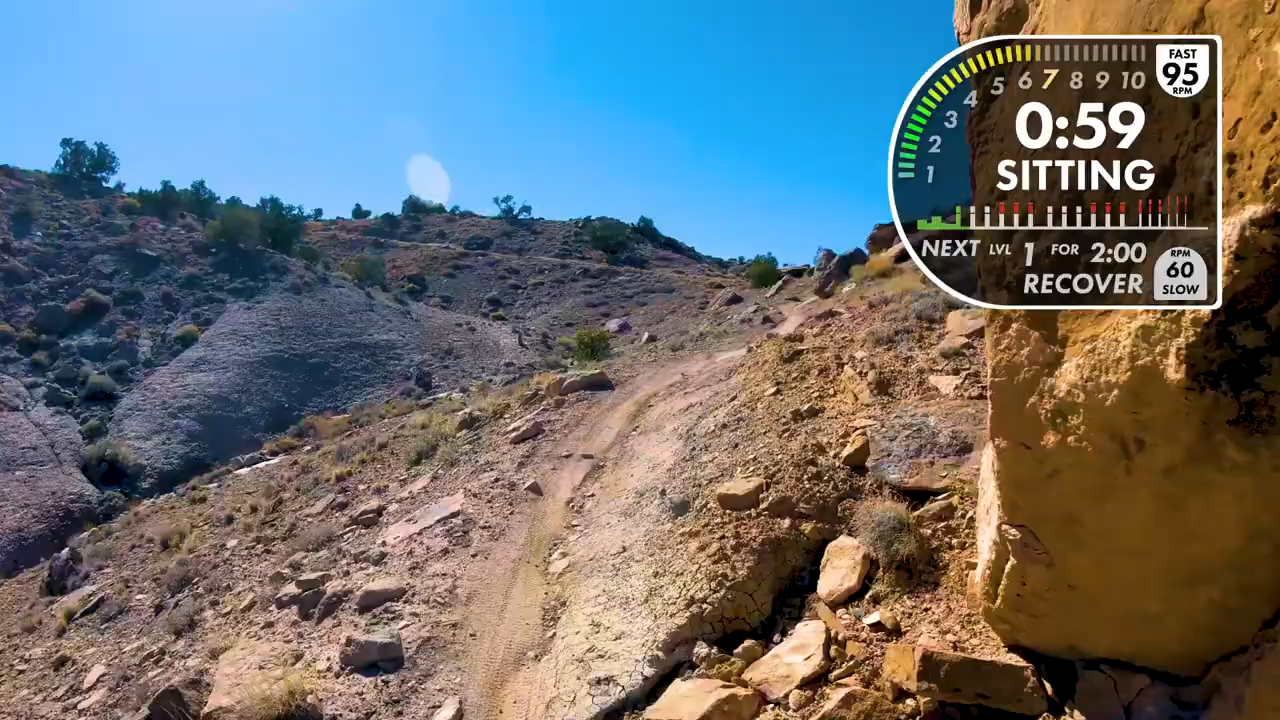 FAST
95
RPM
1 2 3 4 5 6 7 8 9 10
0:59
SITTING
NEXT LVL 1 FOR 2:00
RECOVER
RPM
60
SLOW